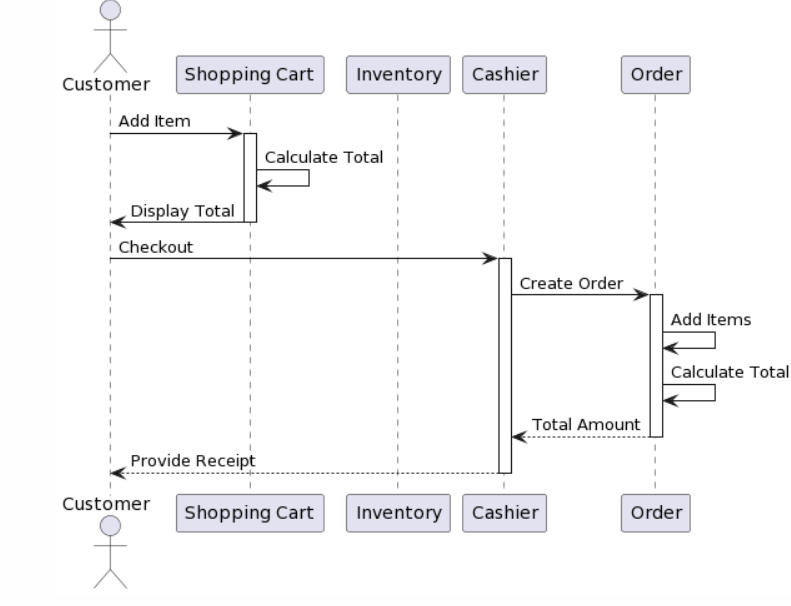 Customer
Shopping Cart
Inventory
Cashier
Order
Add Item
Calculate Total
Display Total
Checkout
Create Order
Add Items
Calculate Total
Total Amount
Provide Receipt
Customer
Shopping Cart
Inventory
Cashier
Order